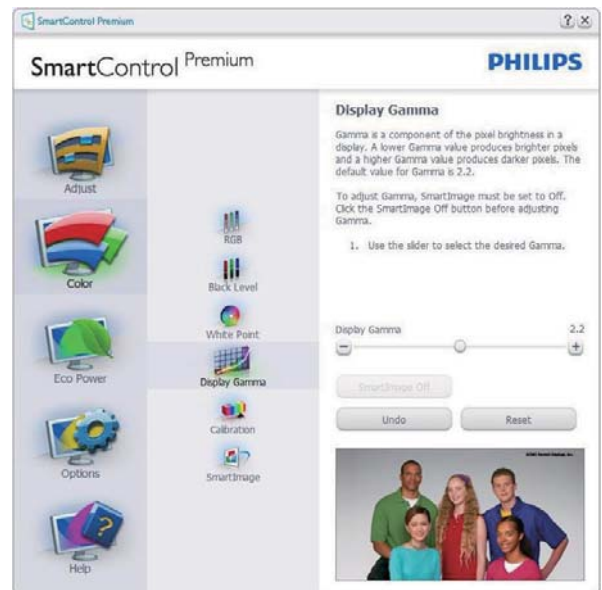 SmartControl Premium
SmartControl Premium
PHILIPS
Adjust
Color
Eco Power
Options
Help
RGB
Black Level
White Point
Display Gamma
Calibration
SmartImage
Display Gamma
Gamma is a component of the pixel brightness in a
display. A lower Gamma value produces brighter pixels
and a higher Gamma value produces darker pixels. The
default value for Gamma is 2.2.
To adjust Gamma, SmartImage must be set to Off.
Click the SmartImage Off button before adjusting
Gamma.
1. Use the slider to select the desired Gamma.
Display Gamma 2.2
SmartImage Off
Undo Reset